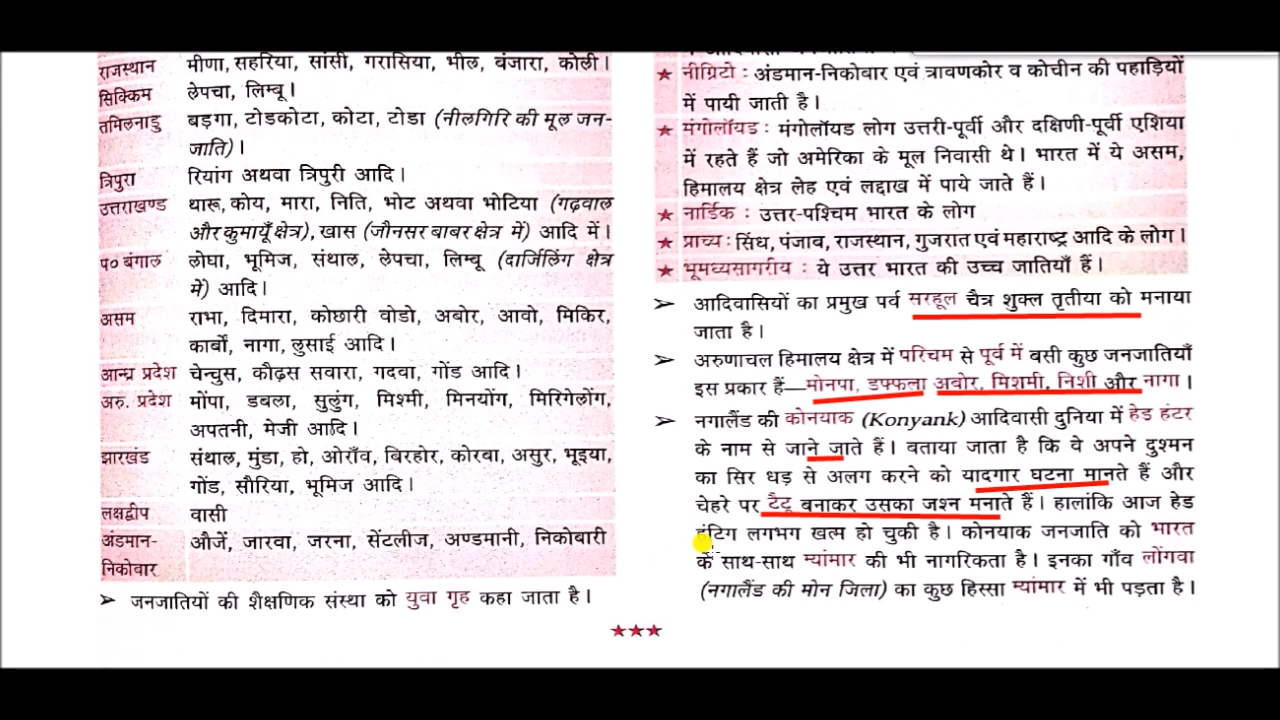 राजस्थान मीणा, सहरिया, सांसी, गरासिया, भील, बंजारा, कोली।
सिक्किम लेपचा, लिम्बू।
तमिलनाडु बड़गा, टोडकोटा, कोटा, टोडा (नीलगिरि की मूल जन-
जाति)।
त्रिपुरा रियांग अथवा त्रिपुरी आदि।
उत्तराखण्ड थारू, कोय, मारा, निति, भोट अथवा भोटिया (गढ़वाल
और कुमायूँ क्षेत्र), खास (जौनसर बाबर क्षेत्र में) आदि में।
प० बंगाल लोघा, भूमिज, संथाल, लेपचा, लिम्बू (दार्जिलिंग क्षेत्र
में) आदि।
असम राभा, दिमारा, कोछारी वोडो, अबोर, आवो, मिकिर,
कार्बो, नागा, लुसाई आदि।
आन्ध्र प्रदेश चेन्चुस, कौढ़स सवारा, गदवा, गोंड आदि।
अरु. प्रदेश मोंपा, डबला, सुलुंग, मिश्मी, मिनयोंग, मिरिगेलोंग,
अपतनी, मेजी आदि।
झारखंड संथाल, मुंडा, हो, ओराँव, बिरहोर, कोरवा, असुर, भूइया,
गोंड, सौरिया, भूमिज आदि।
लक्षद्वीप वासी
अंडमान- औजें, जारवा, जरना, सेंटलीज, अण्डमानी, निकोबारी
निकोवार
➢ जनजातियों की शैक्षणिक संस्था को युवा गृह कहा जाता है।
★ नीग्रिटो : अंडमान-निकोबार एवं त्रावणकोर व कोचीन की पहाड़ियों
में पायी जाती है।
★ मंगोलॉयड : मंगोलॉयड लोग उत्तरी-पूर्वी और दक्षिणी-पूर्वी एशिया
में रहते हैं जो अमेरिका के मूल निवासी थे। भारत में ये असम,
हिमालय क्षेत्र लेह एवं लद्दाख में पाये जाते हैं।
★ नार्डिक : उत्तर-पश्चिम भारत के लोग
★ प्राच्य : सिंध, पंजाब, राजस्थान, गुजरात एवं महाराष्ट्र आदि के लोग।
★ भूमध्यसागरीय : ये उत्तर भारत की उच्च जातियाँ हैं।
➢ आदिवासियों का प्रमुख पर्व सरहूल चैत्र शुक्ल तृतीया को मनाया
जाता है।
➢ अरुणाचल हिमालय क्षेत्र में पश्चिम से पूर्व में बसी कुछ जनजातियाँ
इस प्रकार हैं—मोनपा, डफ्फला अबोर, मिशमी, निशी और नागा।
➢ नगालैंड की कोनयाक (Konyank) आदिवासी दुनिया में हेड हंटर
के नाम से जाने जाते हैं। बताया जाता है कि वे अपने दुश्मन
का सिर धड़ से अलग करने को यादगार घटना मानते हैं और
चेहरे पर टैटू बनाकर उसका जश्न मनाते हैं। हालांकि आज हेड
हंटिग लगभग खत्म हो चुकी है। कोनयाक जनजाति को भारत
के साथ-साथ म्यांमार की भी नागरिकता है। इनका गाँव लोंगवा
(नगालैंड की मोन जिला) का कुछ हिस्सा म्यांमार में भी पड़ता है।
★★★